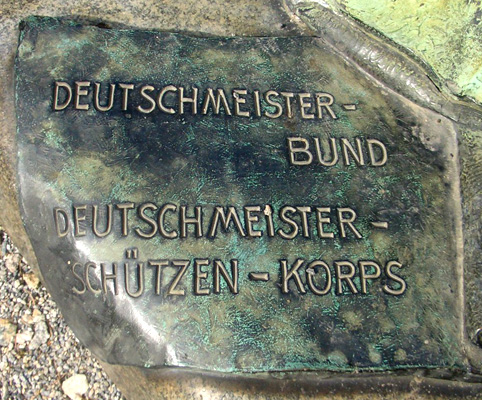 DEUTSCHMEISTER-
BUND
DEUTSCHMEISTER-
SCHÜTZEN-KORPS